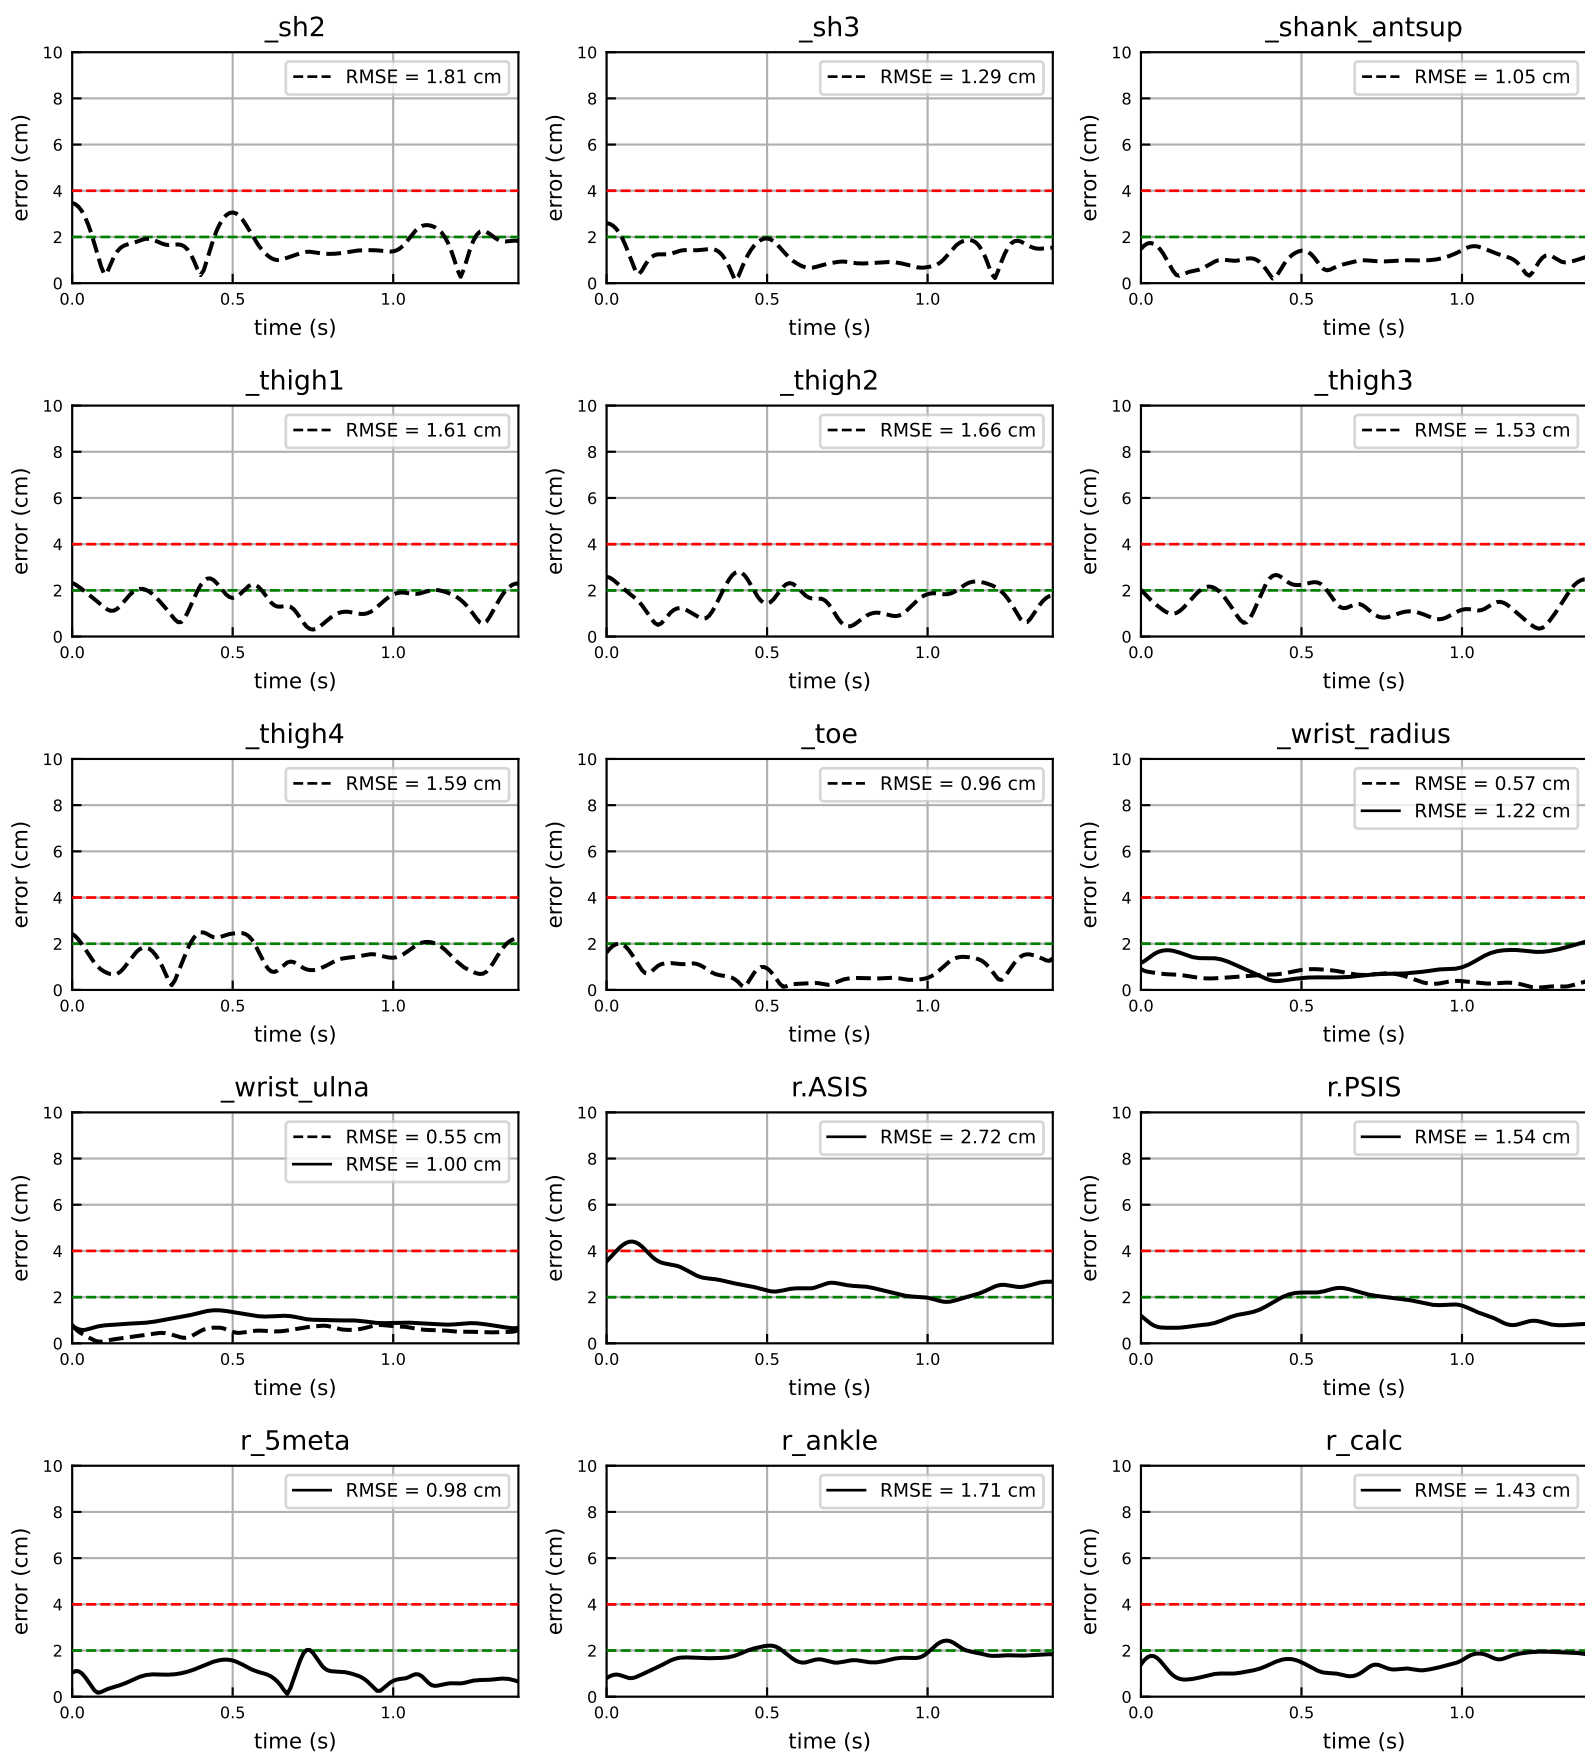 _sh2
_sh3
_shank_antsup
10
8
6
4
2
0
error (cm)
RMSE = 1.81 cm
0.0
0.5
1.0
time (s)
10
8
6
4
2
0
error (cm)
RMSE = 1.29 cm
0.0
0.5
1.0
time (s)
10
8
6
4
2
0
error (cm)
RMSE = 1.05 cm
0.0
0.5
1.0
time (s)
_thigh1
_thigh2
_thigh3
10
8
6
4
2
0
error (cm)
RMSE = 1.61 cm
0.0
0.5
1.0
time (s)
10
8
6
4
2
0
error (cm)
RMSE = 1.66 cm
0.0
0.5
1.0
time (s)
10
8
6
4
2
0
error (cm)
RMSE = 1.53 cm
0.0
0.5
1.0
time (s)
_thigh4
_toe
_wrist_radius
10
8
6
4
2
0
error (cm)
RMSE = 1.59 cm
0.0
0.5
1.0
time (s)
10
8
6
4
2
0
error (cm)
RMSE = 0.96 cm
0.0
0.5
1.0
time (s)
10
8
6
4
2
0
error (cm)
RMSE = 0.57 cm
RMSE = 1.22 cm
0.0
0.5
1.0
time (s)
_wrist_ulna
r.ASIS
r.PSIS
10
8
6
4
2
0
error (cm)
RMSE = 0.55 cm
RMSE = 1.00 cm
0.0
0.5
1.0
time (s)
10
8
6
4
2
0
error (cm)
RMSE = 2.72 cm
0.0
0.5
1.0
time (s)
10
8
6
4
2
0
error (cm)
RMSE = 1.54 cm
0.0
0.5
1.0
time (s)
r_5meta
r_ankle
r_calc
10
8
6
4
2
0
error (cm)
RMSE = 0.98 cm
0.0
0.5
1.0
time (s)
10
8
6
4
2
0
error (cm)
RMSE = 1.71 cm
0.0
0.5
1.0
time (s)
10
8
6
4
2
0
error (cm)
RMSE = 1.43 cm
0.0
0.5
1.0
time (s)